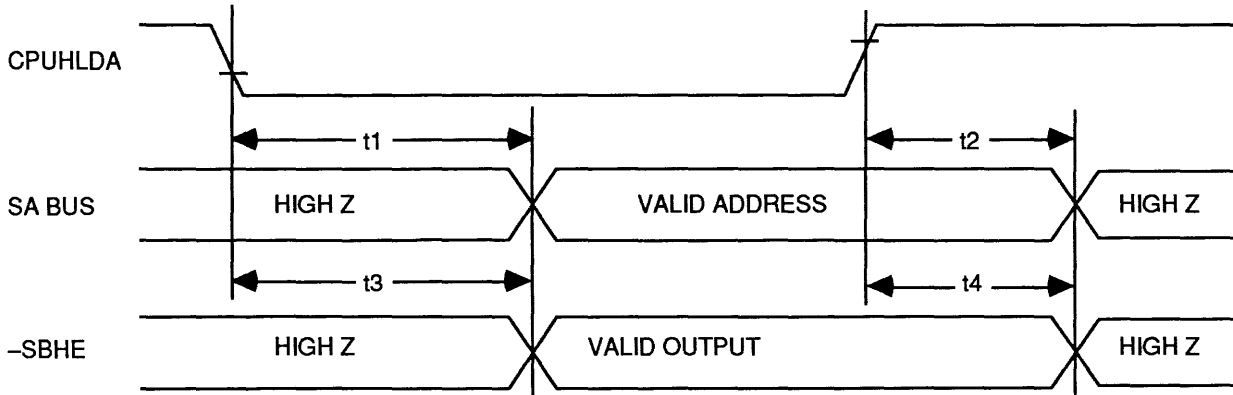 CPUHLDA
t1
t2
SA BUS
HIGH Z
VALID ADDRESS
HIGH Z
t3
t4
–SBHE
HIGH Z
VALID OUTPUT
HIGH Z